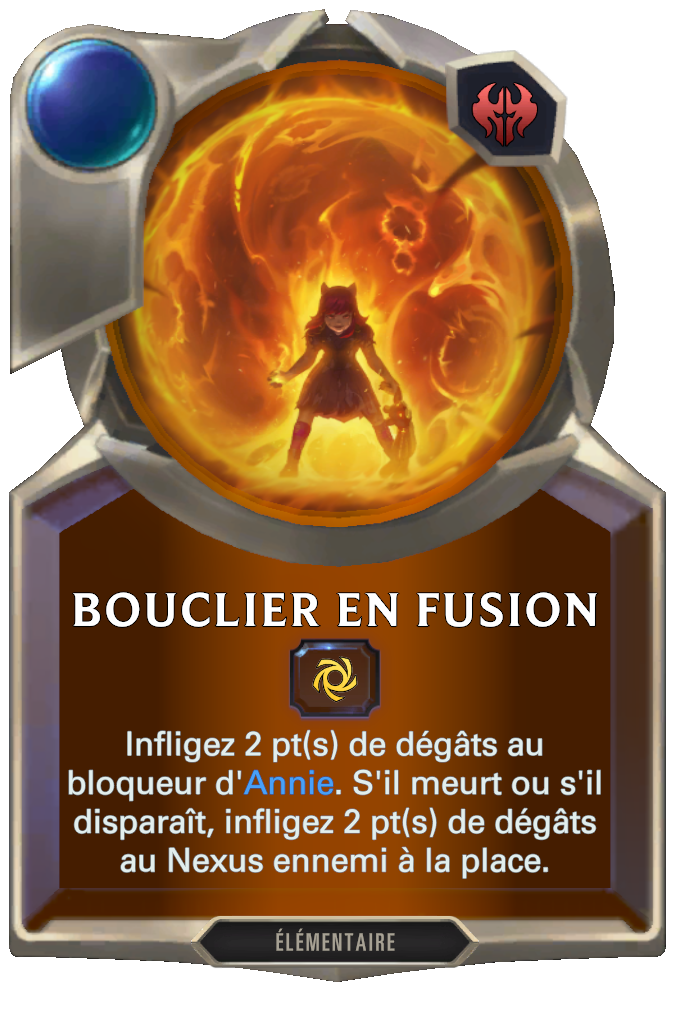 BOUCLIER EN FUSION
Infligez 2 pt(s) de dégâts au
bloqueur d'Annie. S'il meurt ou s'il
disparaît, infligez 2 pt(s) de dégâts
au Nexus ennemi à la place.
ÉLÉMENTAIRE